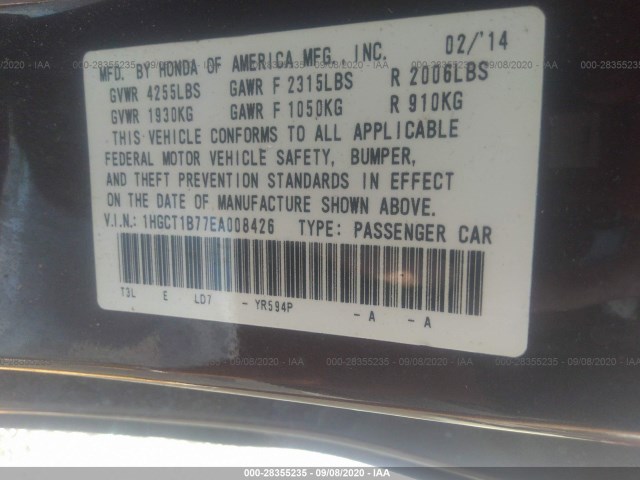 MFD. BY HONDA OF AMERICA MFG., INC. 02/'14
GVWR 4255LBS GAWR F 2315LBS R 2006LBS
GVWR 1930KG GAWR F 1050KG R 910KG
THIS VEHICLE CONFORMS TO ALL APPLICABLE
FEDERAL MOTOR VEHICLE SAFETY, BUMPER,
AND THEFT PREVENTION STANDARDS IN EFFECT
ON THE DATE OF MANUFACTURE SHOWN ABOVE.
V.I.N.: 1HGCT1B77EA008426 TYPE: PASSENGER CAR
T3L E LD7 - YR594P - A - A
000-28355235 - 09/08/2020 - IAA